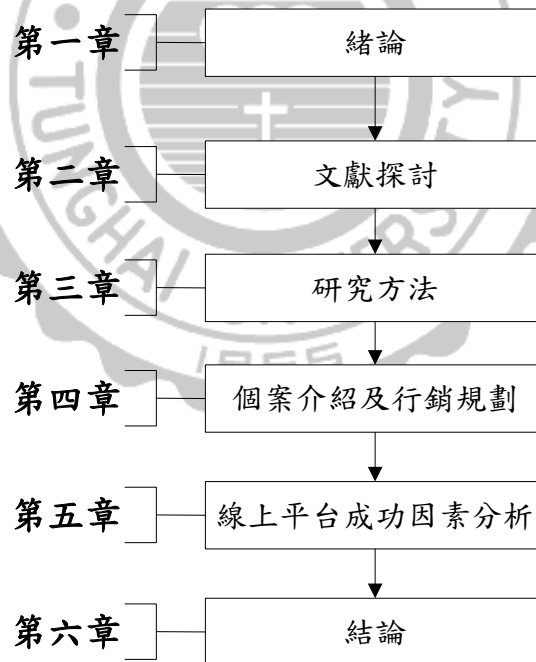 第一章 緒論
第二章 文獻探討
第三章 研究方法
第四章 個案介紹及行銷規劃
第五章 線上平台成功因素分析
第六章 結論
TUNGHAI